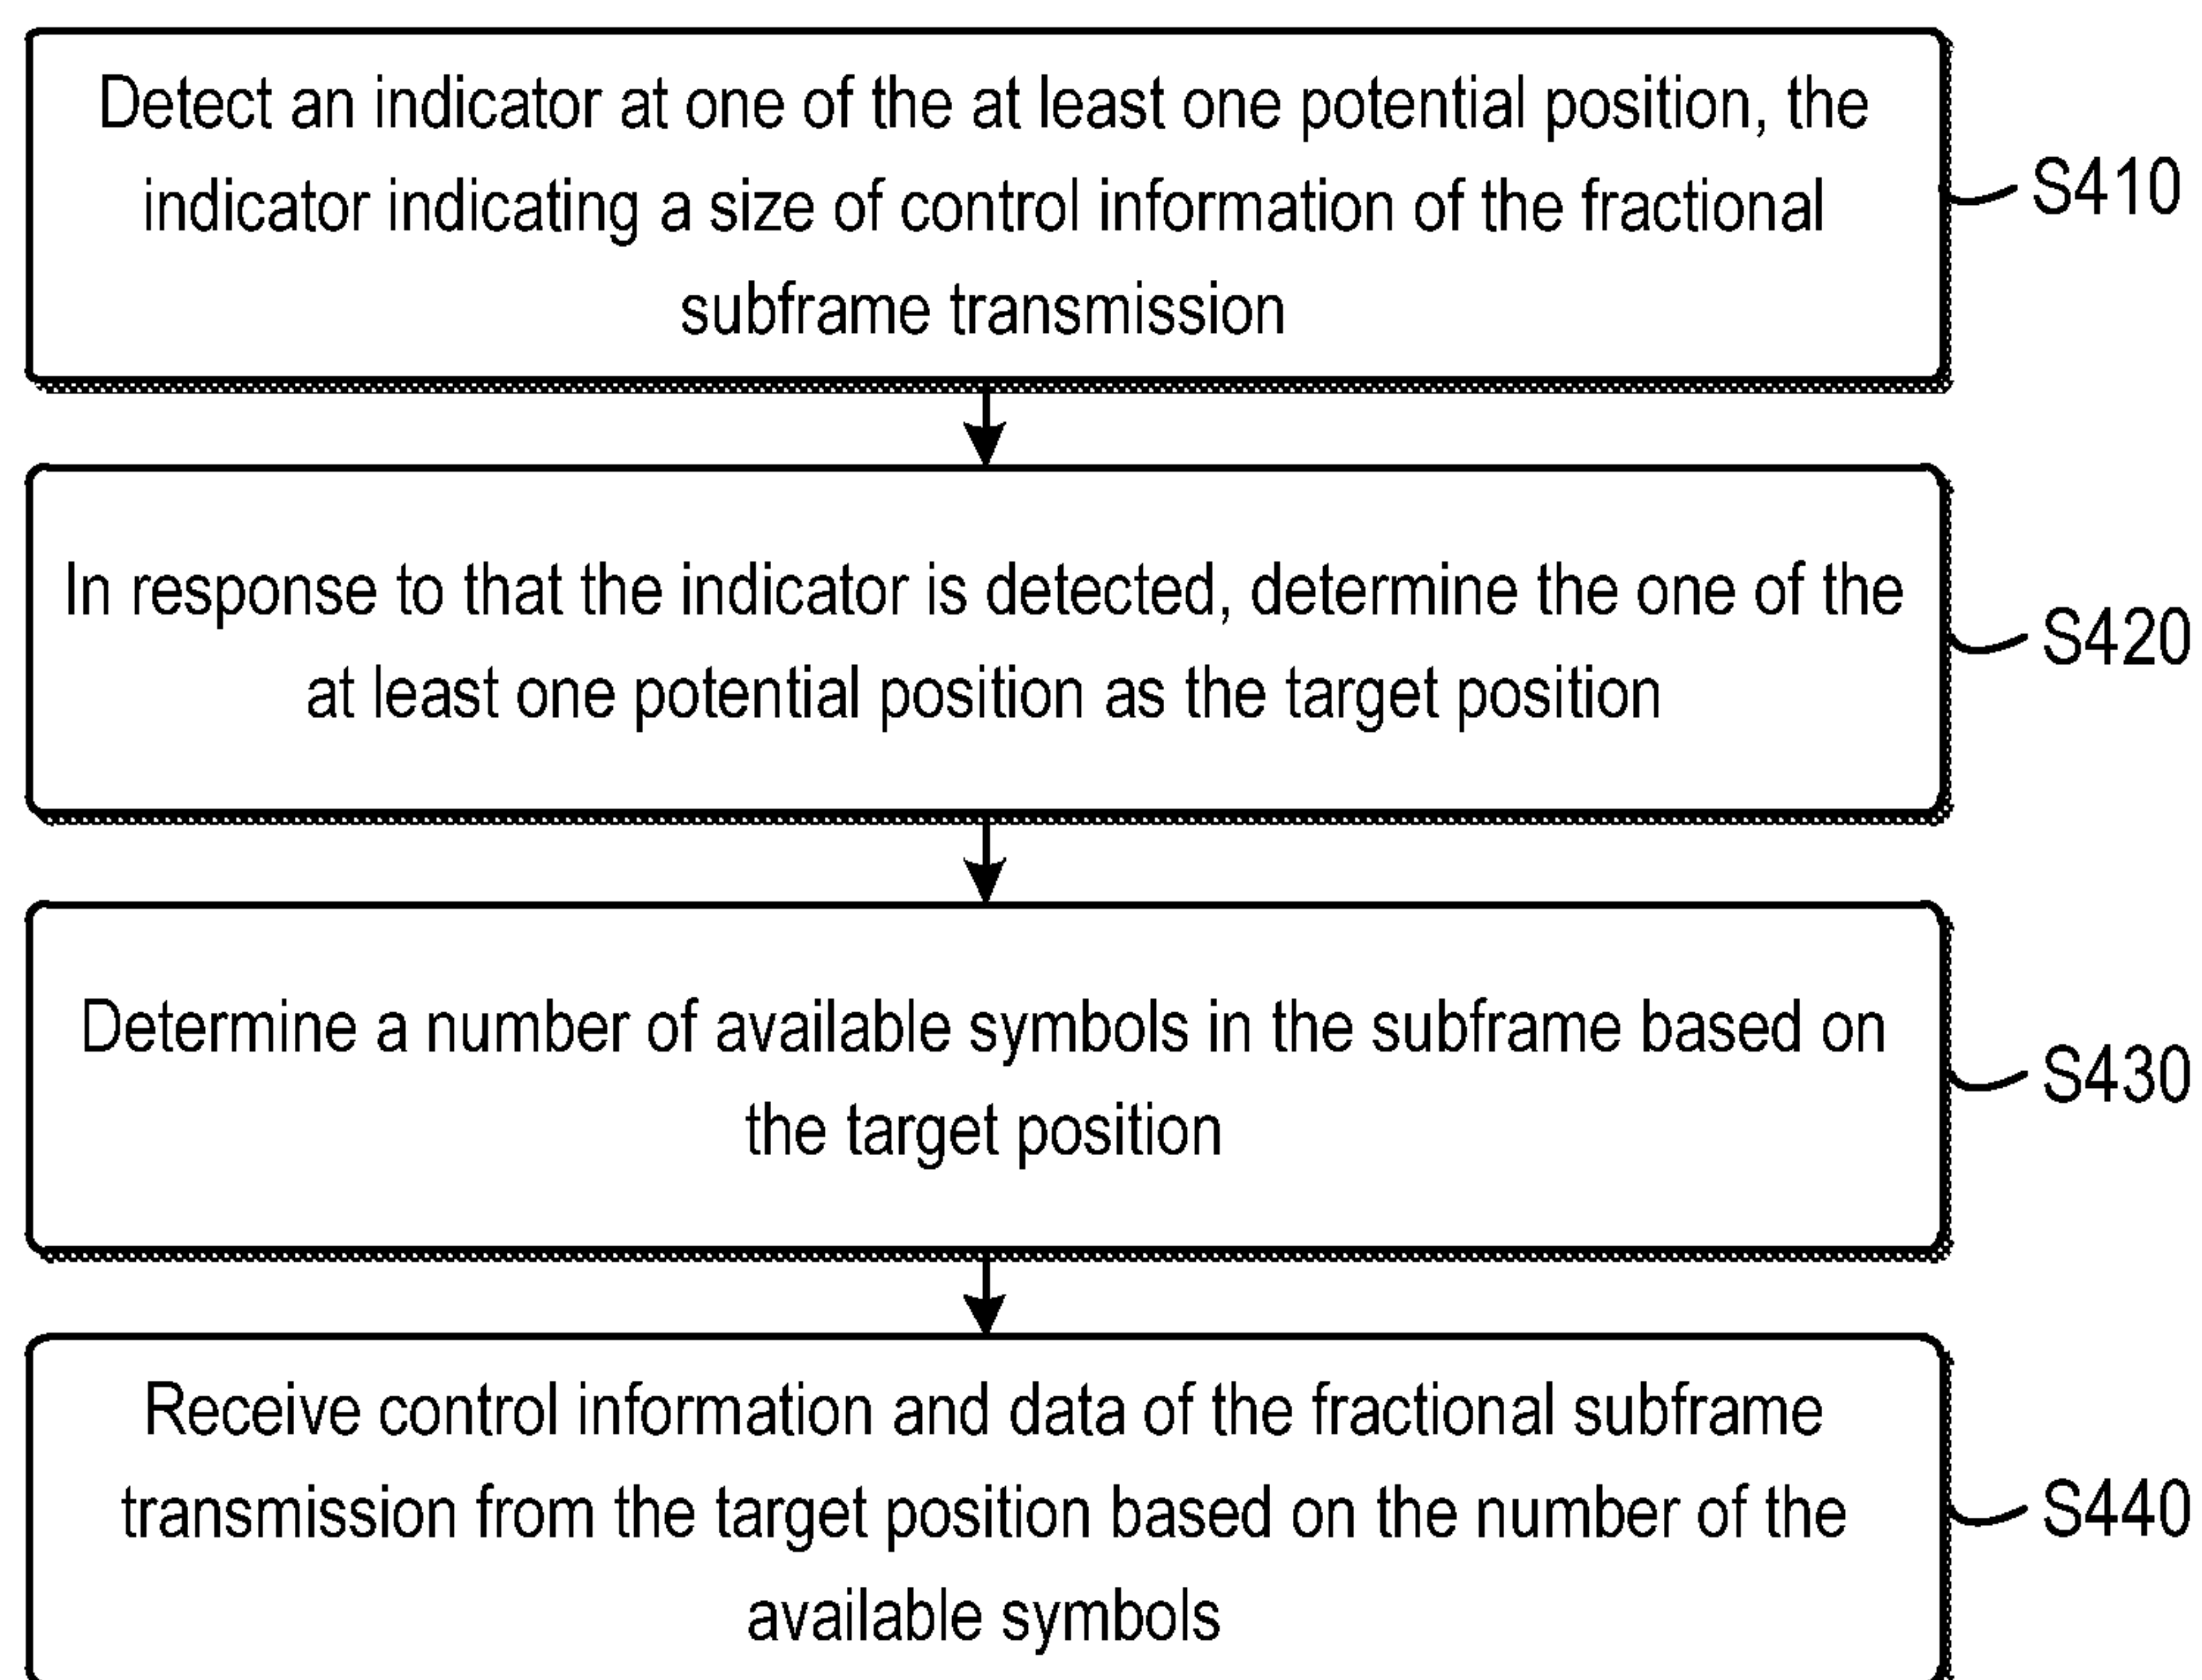 Detect an indicator at one of the at least one potential position, the
indicator indicating a size of control information of the fractional
subframe transmission
S410
In response to that the indicator is detected, determine the one of the
at least one potential position as the target position
S420
Determine a number of available symbols in the subframe based on
the target position
S430
Receive control information and data of the fractional subframe
transmission from the target position based on the number of the
available symbols
S440